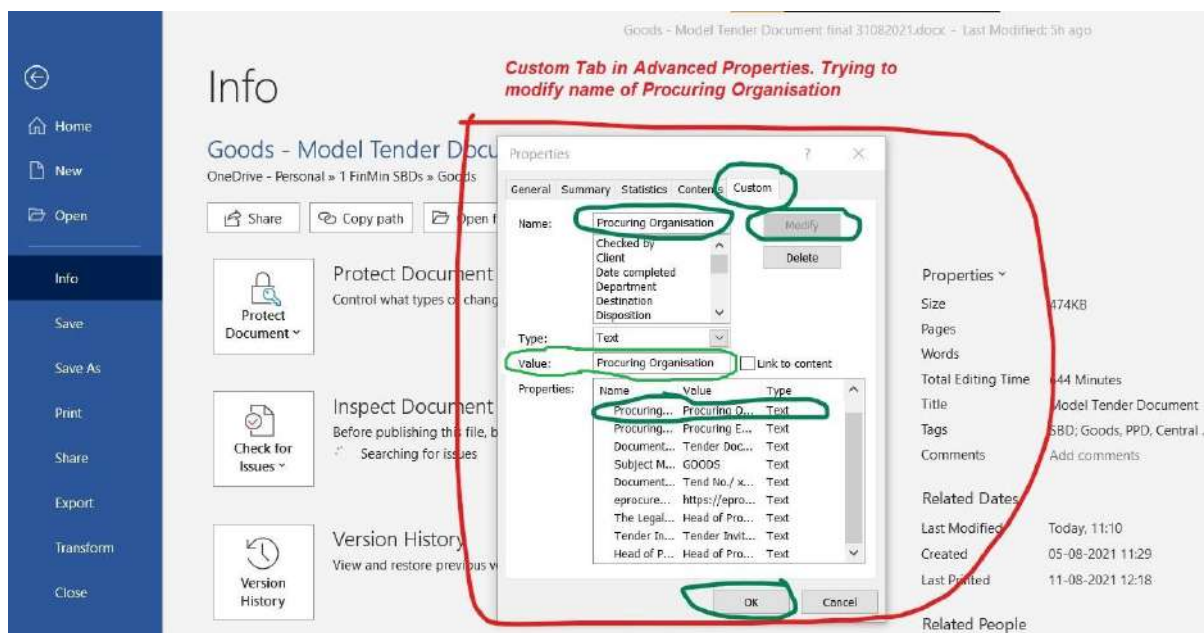 Goods - Model Tender Document final 31082021.docx - Last Modified: 5h ago
Custom Tab in Advanced Properties. Trying to
modify name of Procuring Organisation
Info
Home
New
Open
Info
Save
Save As
Print
Share
Export
Transform
Close
Goods - Model Tender Docu
OneDrive - Personal » 1 FinMin SBDs » Goods
Share
Copy path
Open f
Protect
Document
Protect Document
Control what types of chang
Check for
Issues
Inspect Document
Before publishing this file, b
Searching for issues
Version
History
Version History
View and restore previous v
Properties
?
General Summary Statistics Contents Custom
Name:
Procuring Organisation
Modify
Checked by
Client
Date completed
Department
Destination
Disposition
Delete
Type:
Text
Value:
Procuring Organisation
Link to content
Properties:
Name Value Type
Procuring... Procuring O... Text
Procuring... Procuring E... Text
Document... Tender Doc... Text
Subject M... GOODS Text
Document... Tend No./ x... Text
eprocure... https://epro... Text
The Legal... Head of Pro... Text
Tender In... Tender Invit... Text
Head of P... Head of Pro... Text
OK
Cancel
Properties
Size 474KB
Pages
Words
Total Editing Time 644 Minutes
Title Model Tender Document
Tags SBD; Goods, PPD, Central .
Comments Add comments
Related Dates
Last Modified Today, 11:10
Created 05-08-2021 11:29
Last Printed 11-08-2021 12:18
Related People